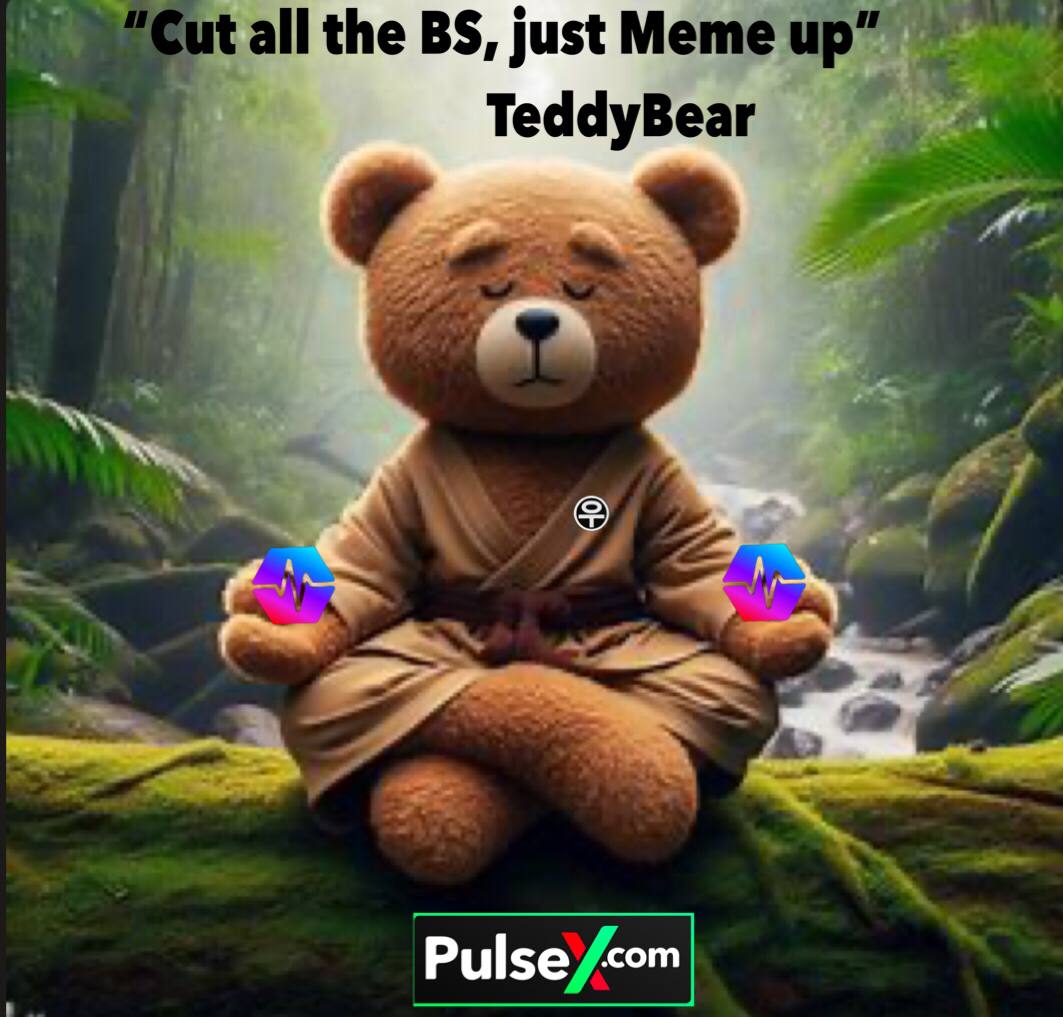 “Cut all the BS, just Meme up”
TeddyBear
PulseX.com